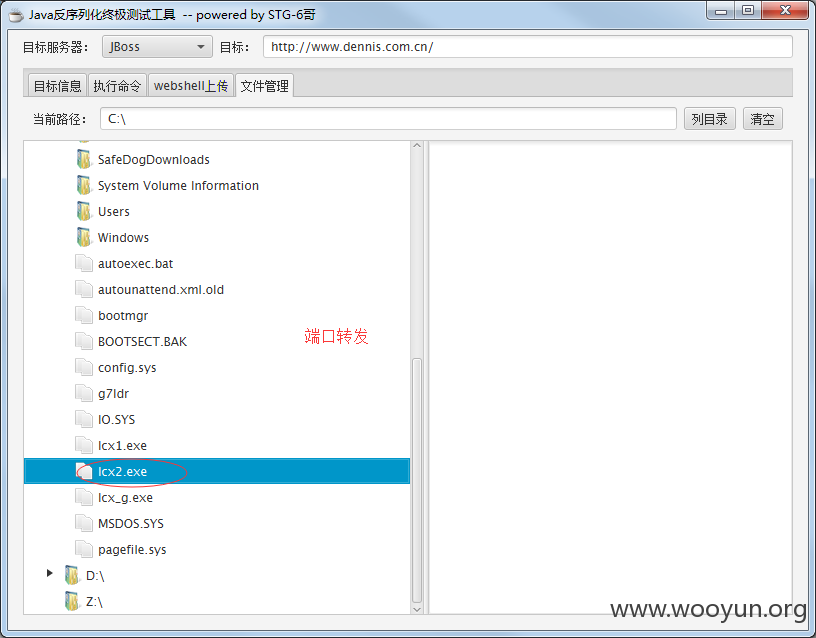 Java反序列化终极测试工具 -- powered by STG-6哥
目标服务器： JBoss 目标： http://www.dennis.com.cn/
目标信息 执行命令 webshell上传 文件管理
当前路径： C:\ 列目录 清空
SafeDogDownloads
System Volume Information
Users
Windows
autoexec.bat
autounattend.xml.old
bootmgr
端口转发
BOOTSECT.BAK
config.sys
g7ldr
IO.SYS
lcx1.exe
lcx2.exe
lcx_g.exe
MSDOS.SYS
pagefile.sys
D:\
Z:\
www.wooyun.org